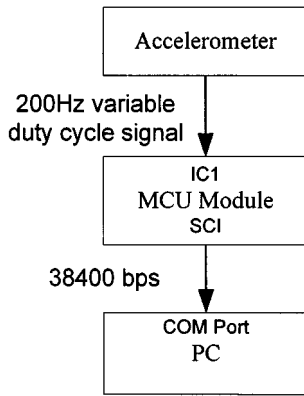 Accelerometer
200Hz variable
duty cycle signal
IC1
MCU Module
SCI
38400 bps
COM Port
PC